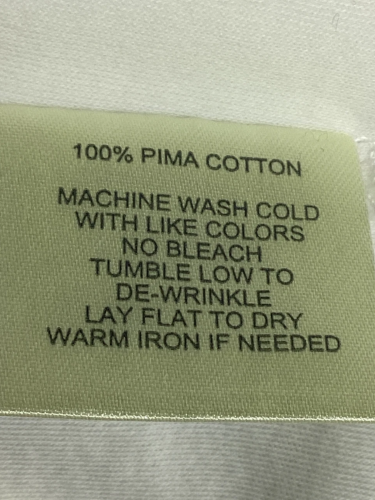 100% PIMA COTTON
MACHINE WASH COLD
WITH LIKE COLORS
NO BLEACH
TUMBLE LOW TO
DE-WRINKLE
LAY FLAT TO DRY
WARM IRON IF NEEDED